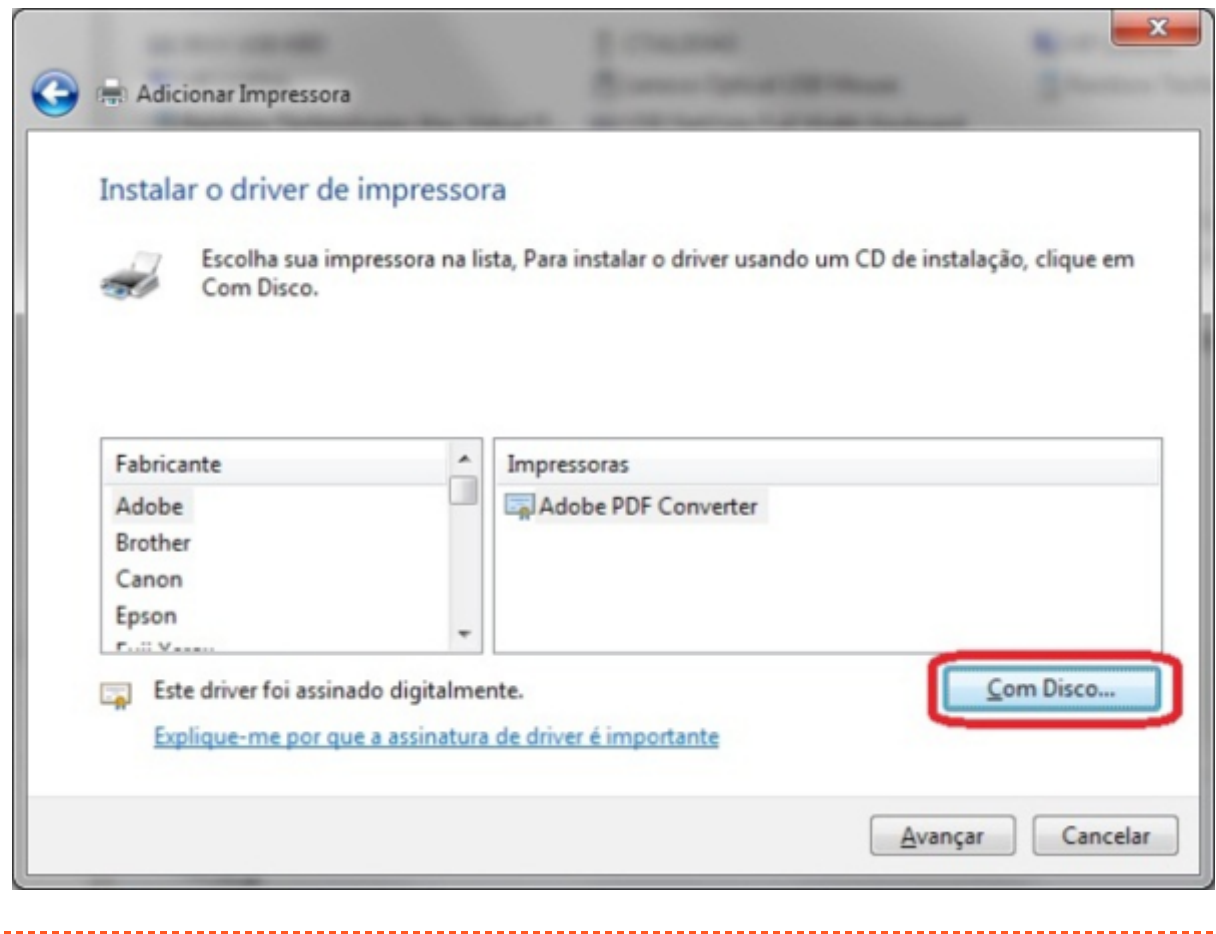 Adicionar Impressora
Instalar o driver de impressora
Escolha sua impressora na lista, Para instalar o driver usando um CD de instalação, clique em
Com Disco.
Fabricante
Impressoras
Adobe
Adobe PDF Converter
Brother
Canon
Epson
Este driver foi assinado digitalmente.
Com Disco...
Explique-me por que a assinatura de driver é importante
Avançar
Cancelar